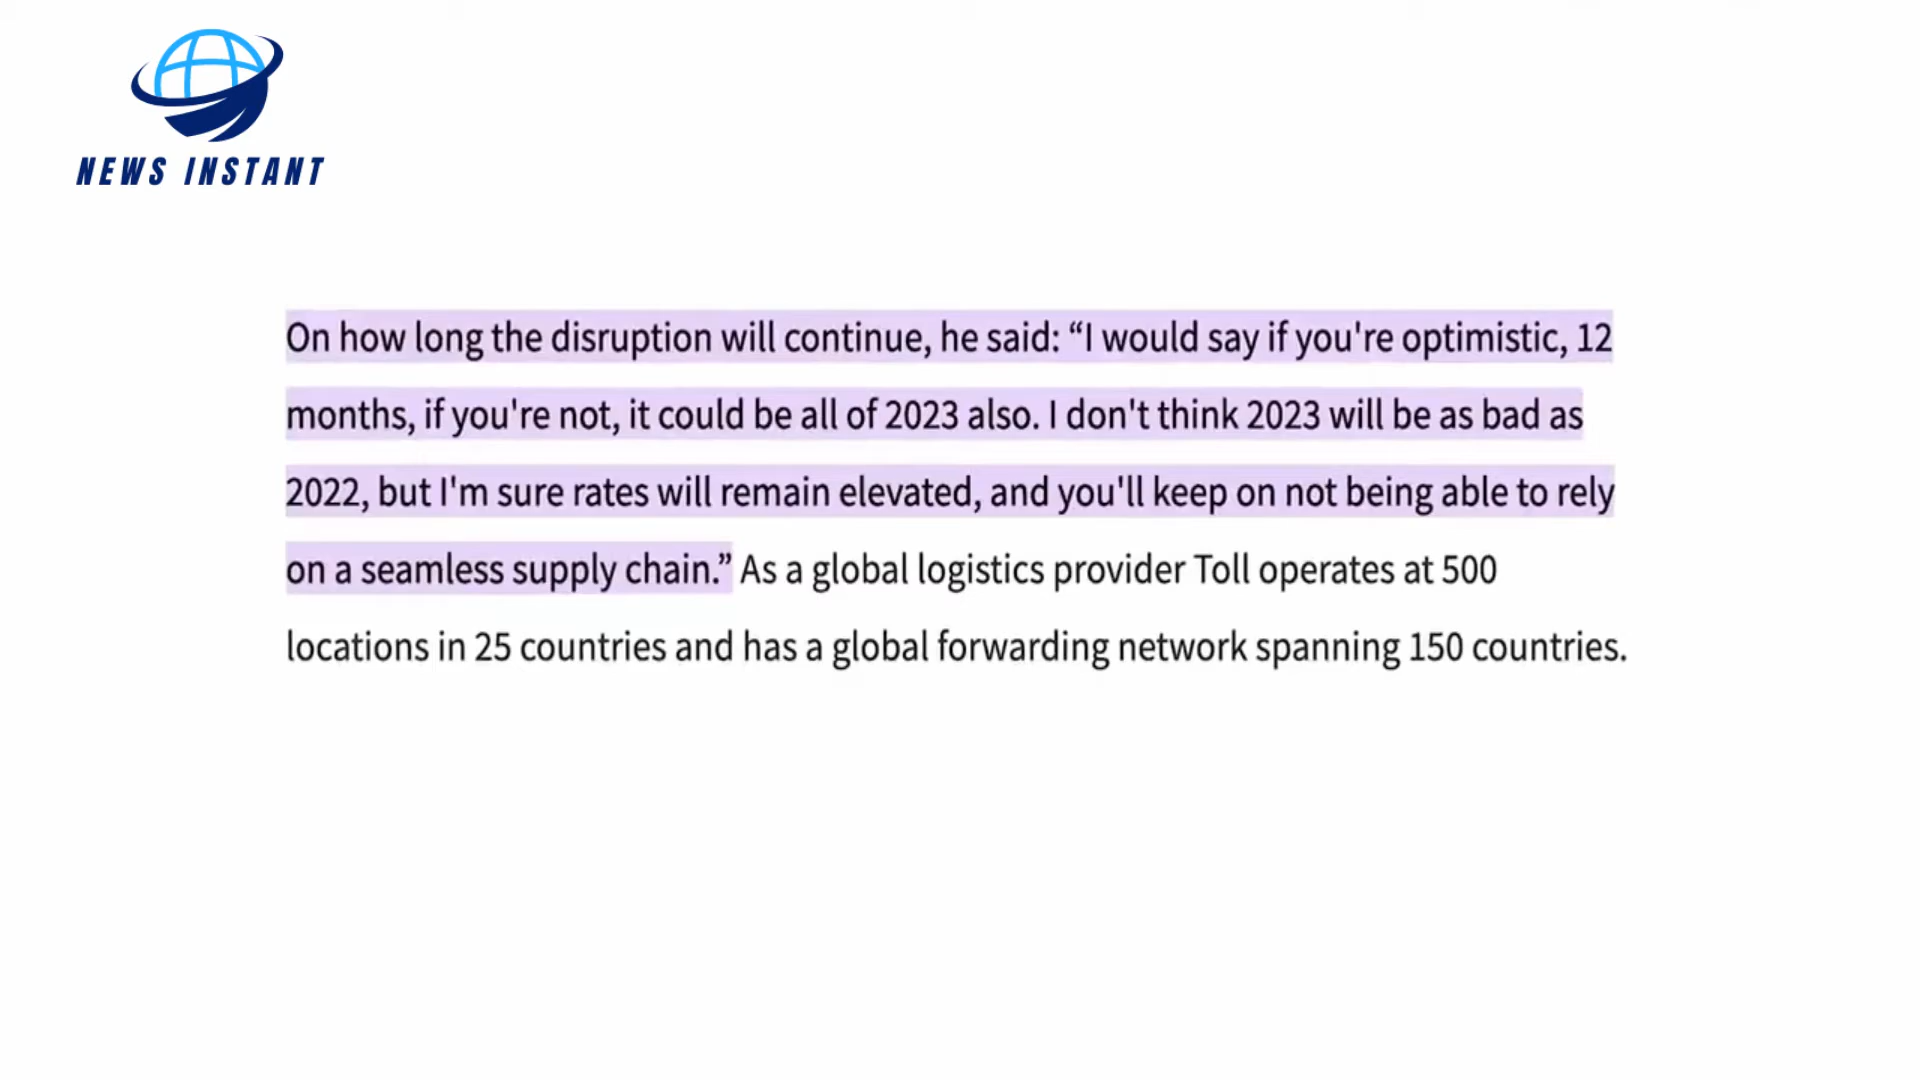 NEWS INSTANT
On how long the disruption will continue, he said: “I would say if you're optimistic, 12
months, if you're not, it could be all of 2023 also. I don't think 2023 will be as bad as
2022, but I'm sure rates will remain elevated, and you'll keep on not being able to rely
on a seamless supply chain.” As a global logistics provider Toll operates at 500
locations in 25 countries and has a global forwarding network spanning 150 countries.